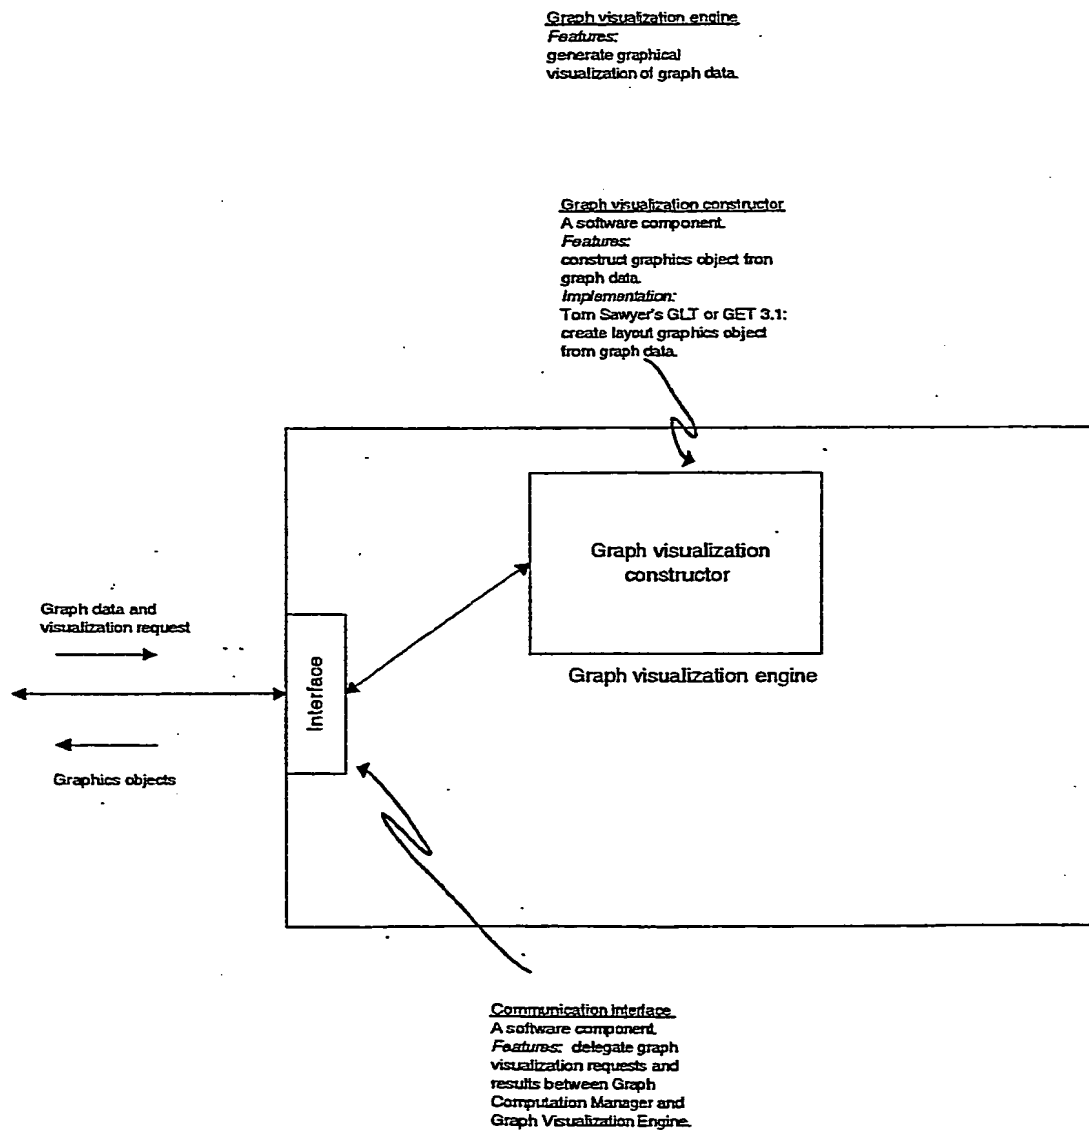 Graph visualization engine
Features:
generate graphical
visualization of graph data.
Graph visualization constructor
A software component.
Features:
construct graphics object from
graph data.
Implementation:
Tom Sawyer's GLT or GET 3.1:
create layout graphics object
from graph data.
Graph visualization
constructor
Graph visualization engine
Graph data and
visualization request
Interface
Graphics objects
Communication interface
A software component.
Features: delegate graph
visualization requests and
results between Graph
Computation Manager and
Graph Visualization Engine.